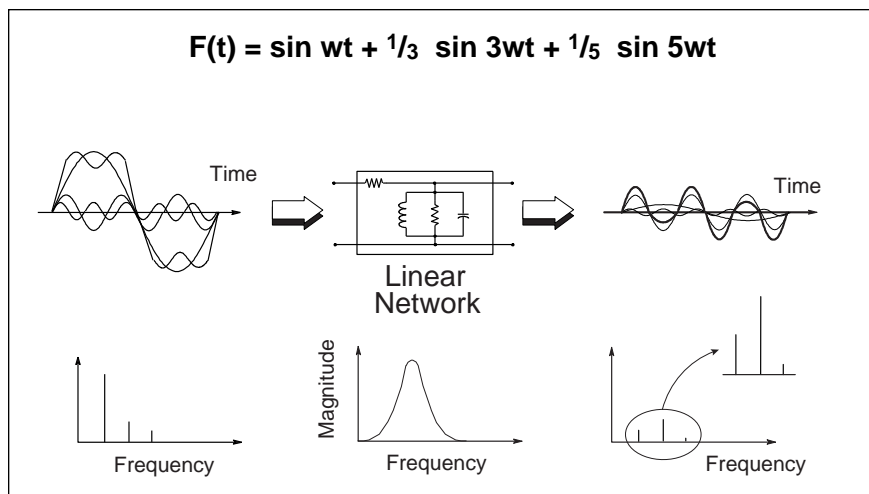 F(t) = sin wt + 1/3 sin 3wt + 1/5 sin 5wt
Time
Time
Linear
Network
Magnitude
Frequency
Frequency
Frequency